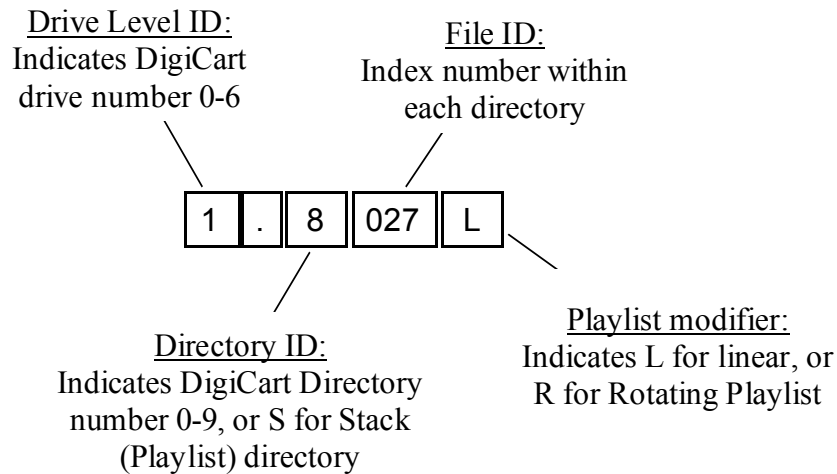 Drive Level ID:
Indicates DigiCart
drive number 0-6
File ID:
Index number within
each directory
1 . 8 027 L
Directory ID:
Indicates DigiCart Directory
number 0-9, or S for Stack
(Playlist) directory
Playlist modifier:
Indicates L for linear, or
R for Rotating Playlist